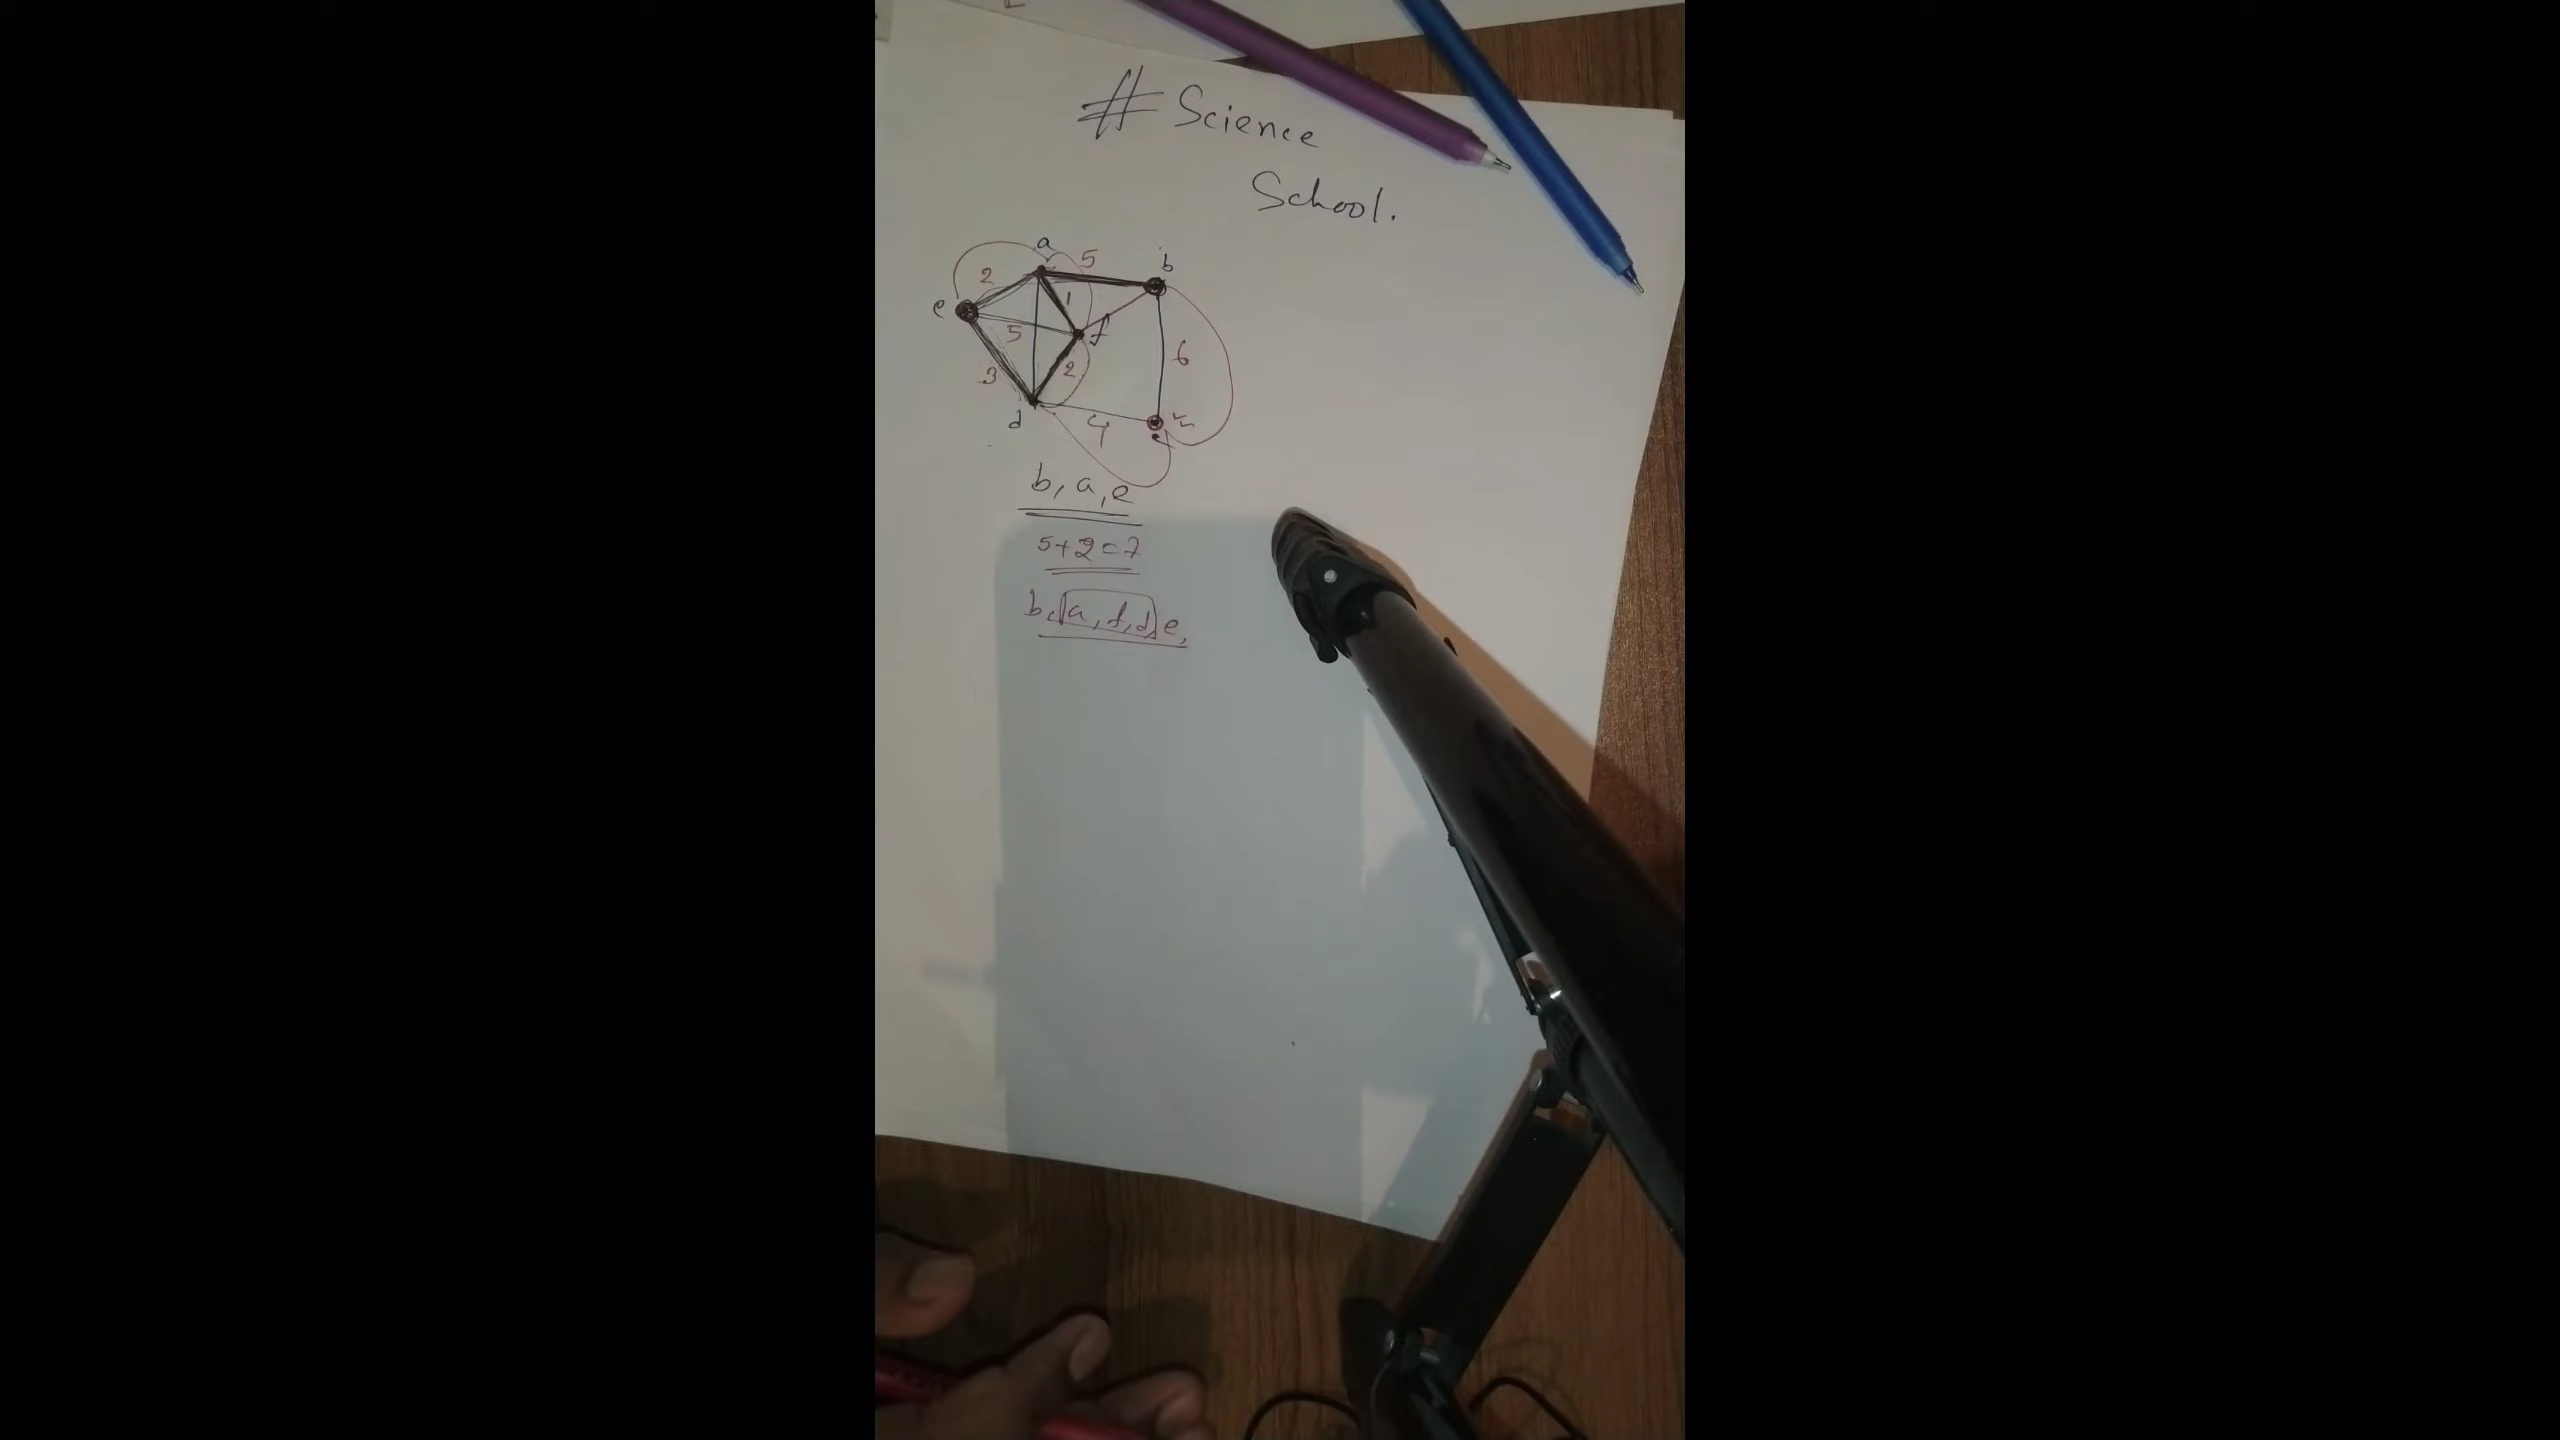 # Science
School.
a
5
b
2
e
1
5
f
6
3
2
d
4
b, a, e
5+2=7
b, a, f, d, e,